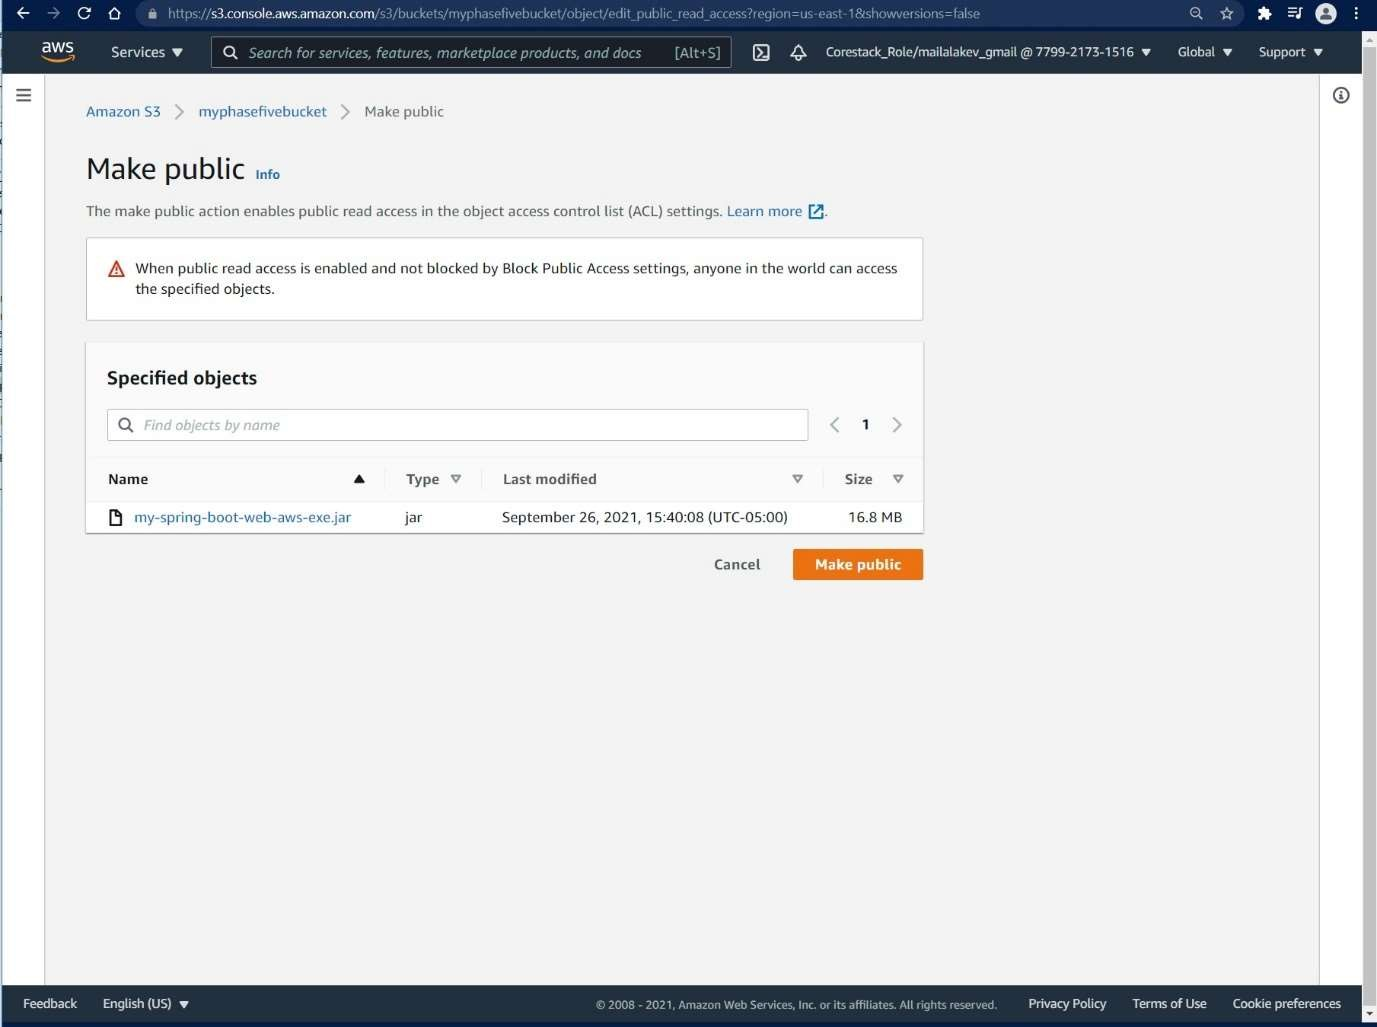 https://s3.console.aws.amazon.com/s3/buckets/myphasefivebucket/object/edit_public_read_access?region=us-east-1&showversions=false
aws Services Search for services, features, marketplace products, and docs [Alt+S] Corestack_Role/mailalakev_gmail @ 7799-2173-1516 Global Support
Amazon S3 myphasefivebucket Make public
Make public Info
The make public action enables public read access in the object access control list (ACL) settings. Learn more.
When public read access is enabled and not blocked by Block Public Access settings, anyone in the world can access
the specified objects.
Specified objects
Find objects by name 1
Name Type Last modified Size
my-spring-boot-web-aws-exe.jar jar September 26, 2021, 15:40:08 (UTC-05:00) 16.8 MB
Cancel Make public
Feedback English (US) © 2008 - 2021, Amazon Web Services, Inc. or its affiliates. All rights reserved. Privacy Policy Terms of Use Cookie preferences